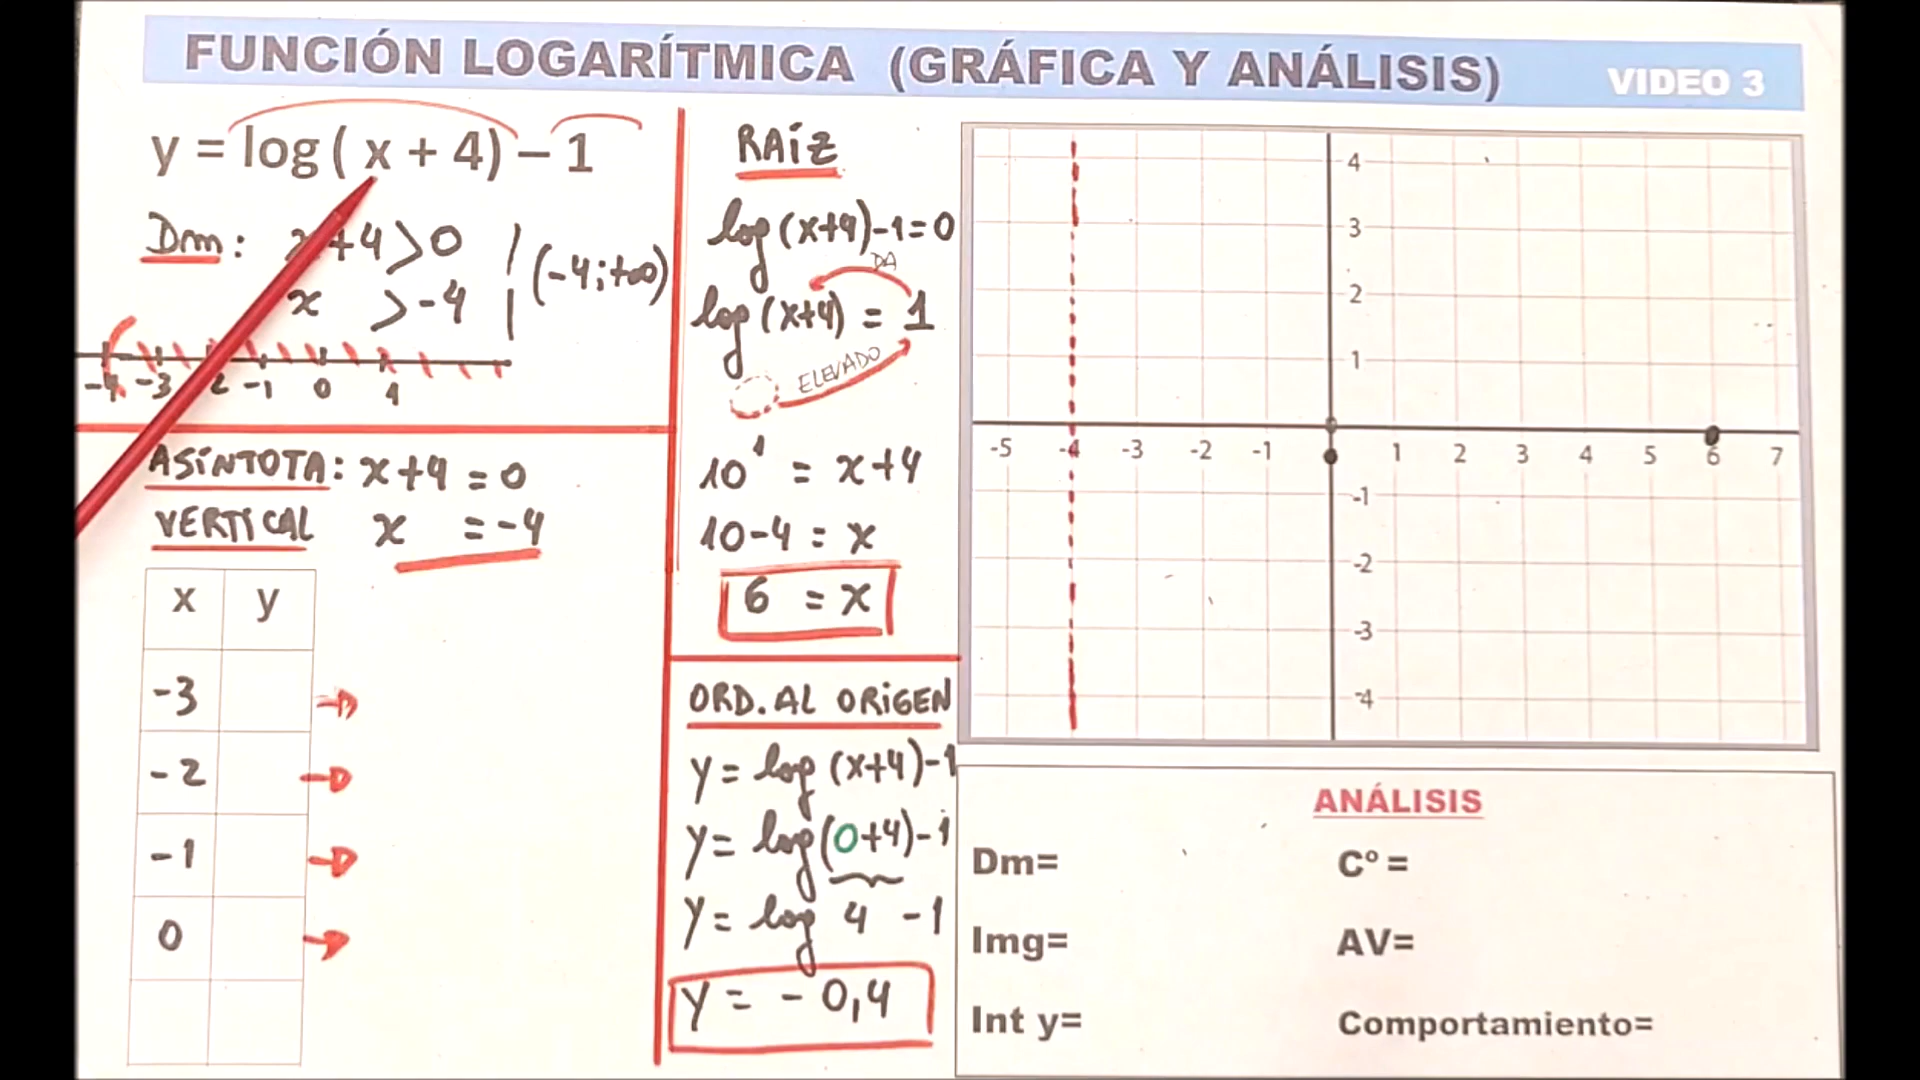 FUNCIÓN LOGARÍTMICA (GRÁFICA Y ANÁLISIS) VIDEO 3
y = log ( x + 4) – 1
Dm: x+4>0
x >-4
(-4;+∞)
-4 -3 -2 -1 0 1
ASÍNTOTA: x+4=0
VERTICAL x =-4
x y
-3
-2
-1
0
RAÍZ
log(x+4)-1=0
DA
log(x+4) = 1
ELEVADO
10¹ = x+4
10-4 = x
6 = x
ORD. AL ORIGEN
y = log (x+4)-1
y = log(0+4)-1
y = log 4 -1
y = -0,4
4
3
2
1
-5 -4 -3 -2 -1 1 2 3 4 5 6 7
-1
-2
-3
-4
ANÁLISIS
Dm= Cº =
Img= AV=
Int y= Comportamiento=